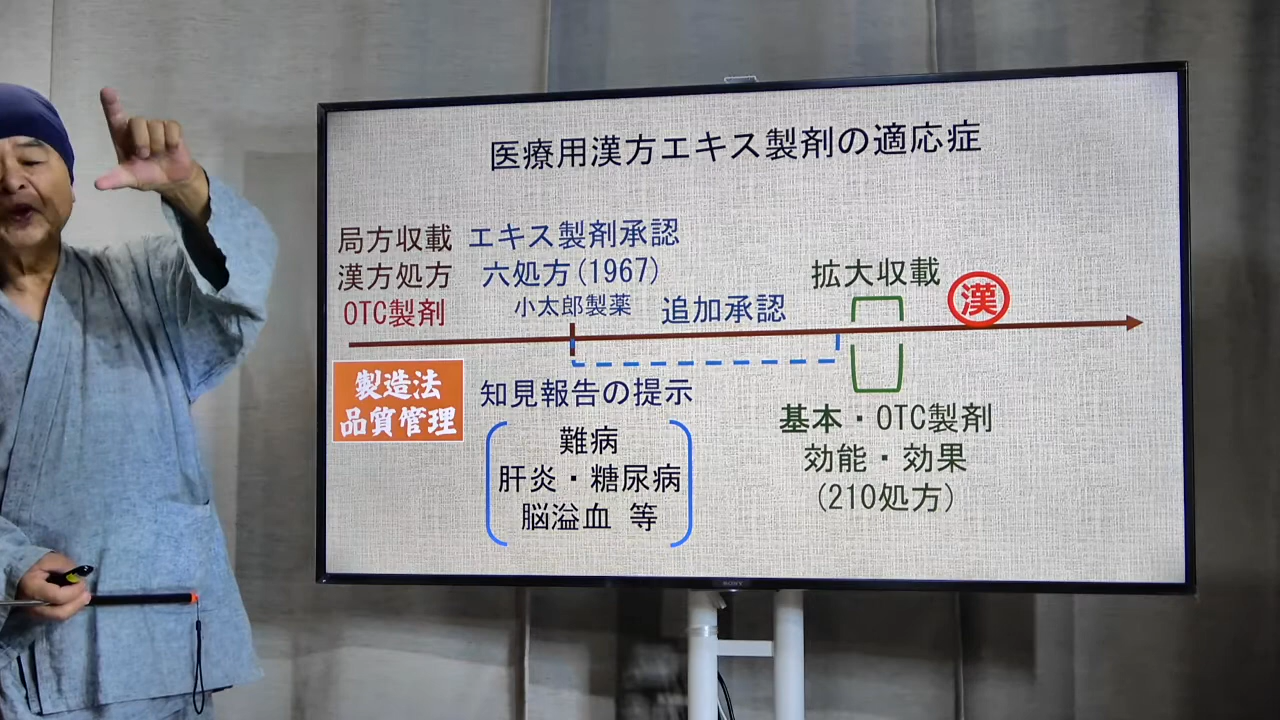 医療用漢方エキス製剤の適応症
局方収載
漢方処方
OTC製剤
エキス製剤承認
六処方(1967)
小太郎製薬
追加承認
拡大収載
漢
製造法
品質管理
知見報告の提示
難病
肝炎・糖尿病
脳溢血 等
基本・OTC製剤
効能・効果
(210処方)
SONY